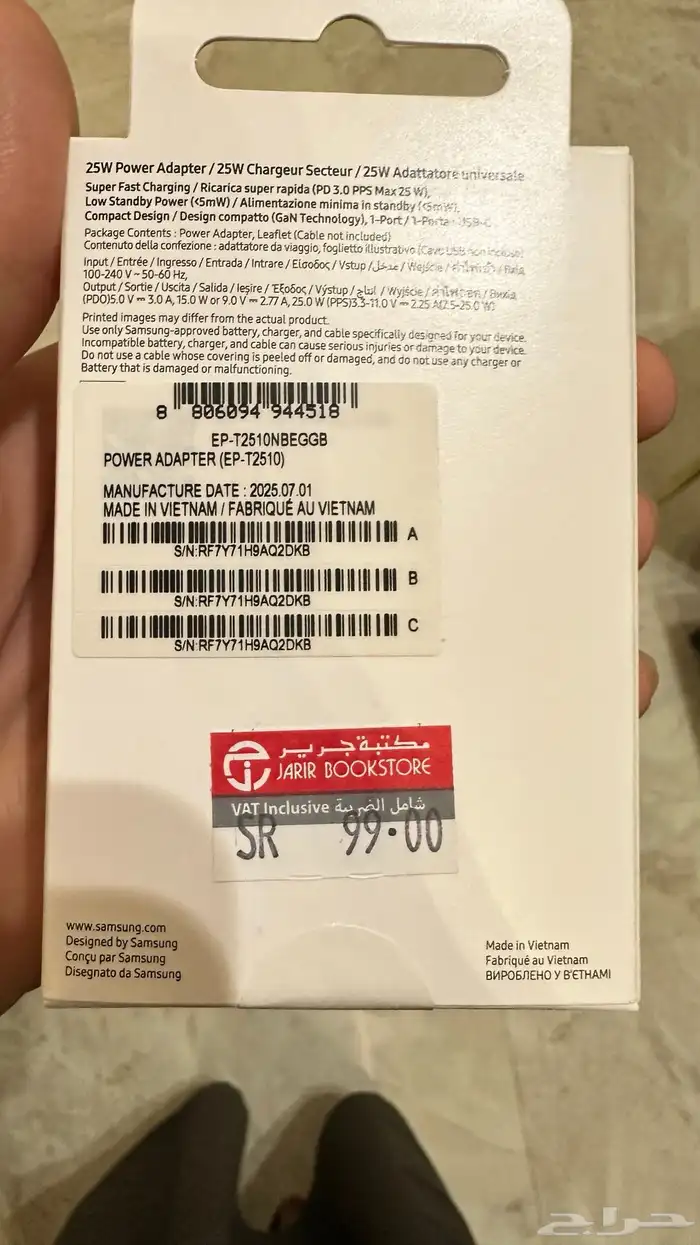 25W Power Adapter / 25W Chargeur Secteur / 25W Adattatore universale
Super Fast Charging / Ricarica super rapida (PD 3.0 PPS Max 25 W),
Low Standby Power (<5mW) / Alimentazione minima in standby (<5mW),
Compact Design / Design compatto (GaN Technology), 1-Port / 1-Porta - USB-C
Package Contents : Power Adapter, Leaflet (Cable not included)
Contenuto della confezione : adattatore da viaggio, foglietto illustrativo (Cavo USB non incluso)
Input / Entrée / Ingresso / Entrada / Intrare / Είσοδος / Vstup / مدخل / Wejście /
100-240 V ~ 50-60 Hz,
Output / Sortie / Uscita / Salida / Ieşire / Έξοδος / Výstup / إنتاج / Wyjście /
(PDO)5.0 V ⎓ 3.0 A, 15.0 W or 9.0 V ⎓ 2.77 A, 25.0 W (PPS)3.3-11.0 V ⎓ 2.25 A(7.5-25.0 W)
Printed images may differ from the actual product.
Use only Samsung-approved battery, charger, and cable specifically designed for your device.
Incompatible battery, charger, and cable can cause serious injuries or damage to your device.
Do not use a cable whose covering is peeled off or damaged, and do not use any charger or
Battery that is damaged or malfunctioning.
8 806094 944518
EP-T2510NBEGGB
POWER ADAPTER (EP-T2510)
MANUFACTURE DATE : 2025.07.01
MADE IN VIETNAM / FABRIQUÉ AU VIETNAM
A
S/N:RF7Y71H9AQ2DKB
B
S/N:RF7Y71H9AQ2DKB
C
S/N:RF7Y71H9AQ2DKB
مكتبة جرير
JARIR BOOKSTORE
VAT Inclusive شامل الضريبة
SR 99.00
www.samsung.com
Designed by Samsung
Conçu par Samsung
Disegnato da Samsung
Made in Vietnam
Fabriqué au Vietnam
ВИРОБЛЕНО У В'ЄТНАМІ
حراج